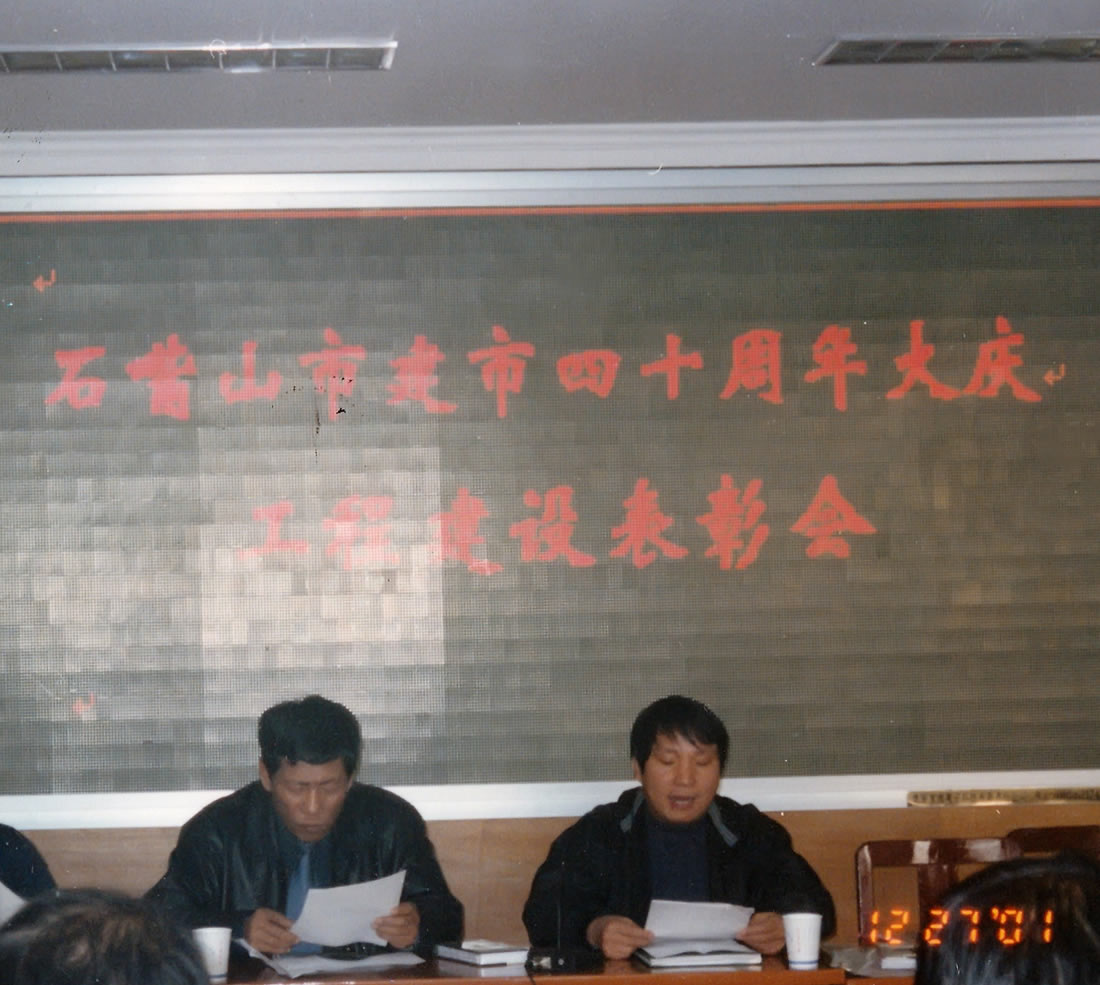 石嘴山市建市四十周年大庆
工程建设表彰会
12 27 '01